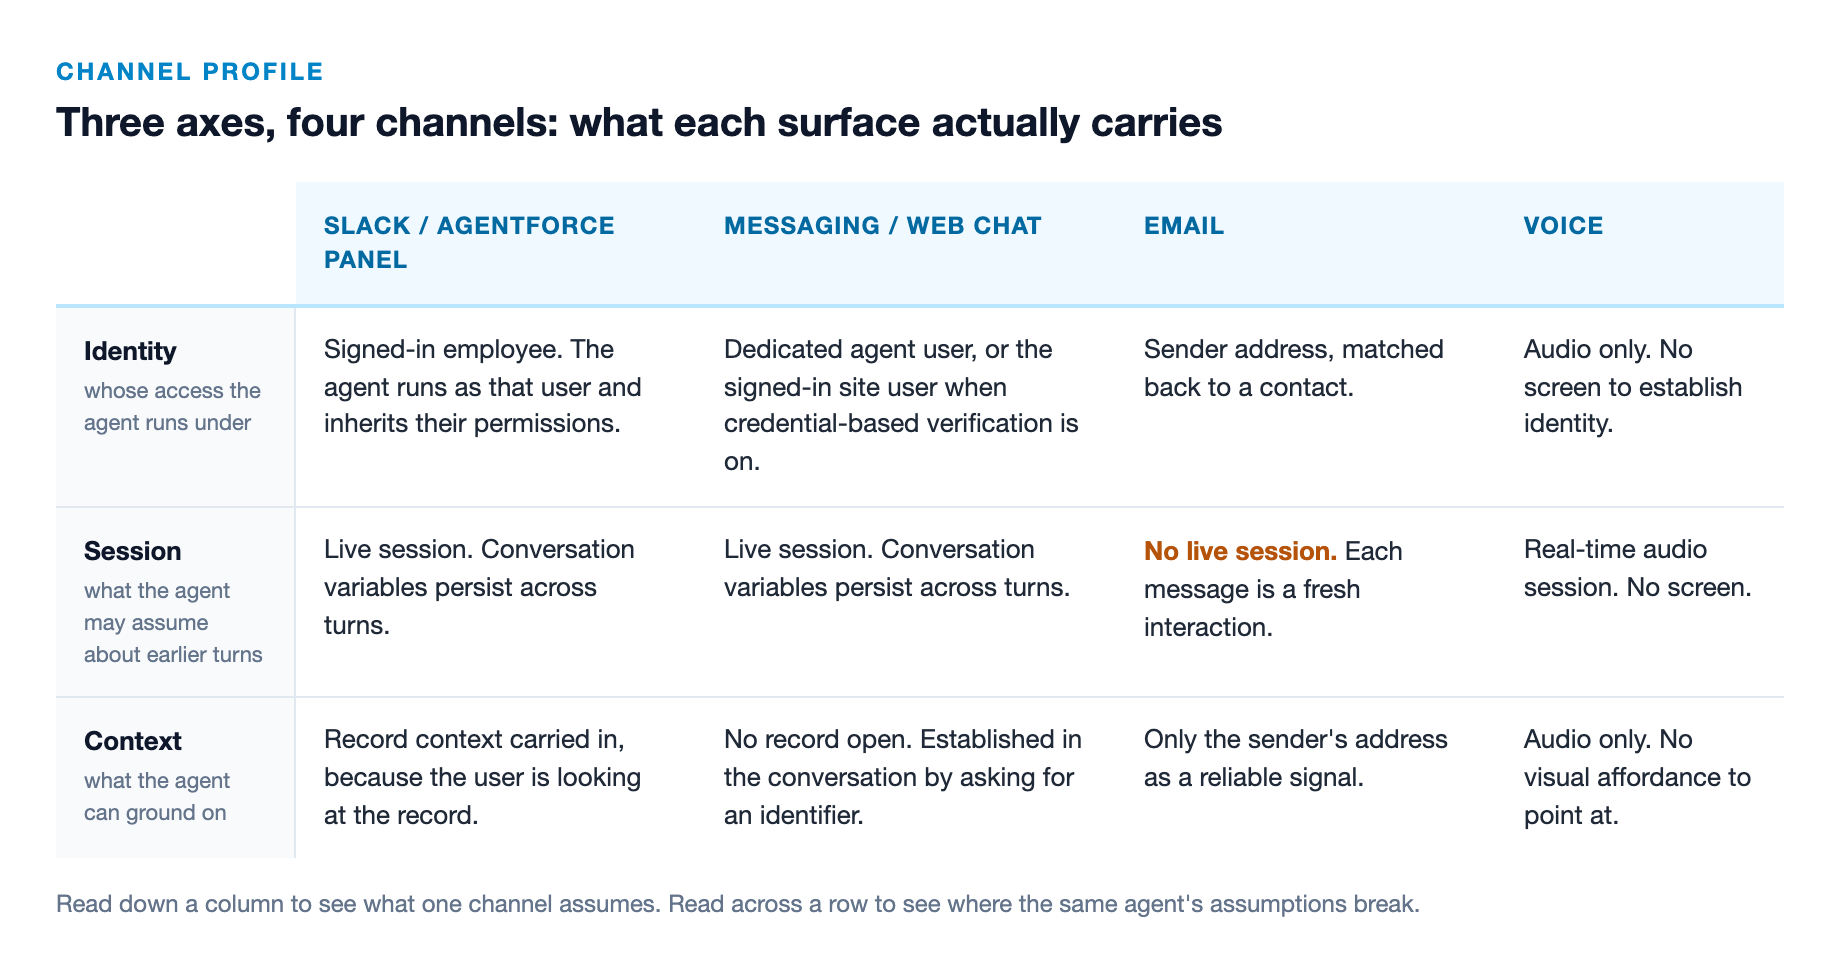 CHANNEL PROFILE
Three axes, four channels: what each surface actually carries
SLACK / AGENTFORCE
PANEL
MESSAGING / WEB CHAT
EMAIL
VOICE
Identity
whose access the
agent runs under
Signed-in employee. The
agent runs as that user and
inherits their permissions.
Dedicated agent user, or the
signed-in site user when
credential-based verification is
on.
Sender address, matched
back to a contact.
Audio only. No
screen to establish
identity.
Session
what the agent
may assume
about earlier turns
Live session. Conversation
variables persist across
turns.
Live session. Conversation
variables persist across turns.
No live session. Each
message is a fresh
interaction.
Real-time audio
session. No screen.
Context
what the agent
can ground on
Record context carried in,
because the user is looking
at the record.
No record open. Established in
the conversation by asking for
an identifier.
Only the sender's address
as a reliable signal.
Audio only. No
visual affordance to
point at.
Read down a column to see what one channel assumes. Read across a row to see where the same agent's assumptions break.